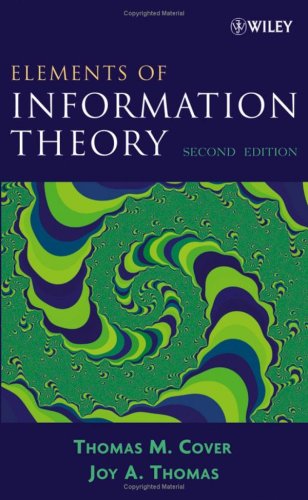 WILEY
ELEMENTS OF
INFORMATION
THEORY SECOND EDITION
THOMAS M. COVER
JOY A. THOMAS